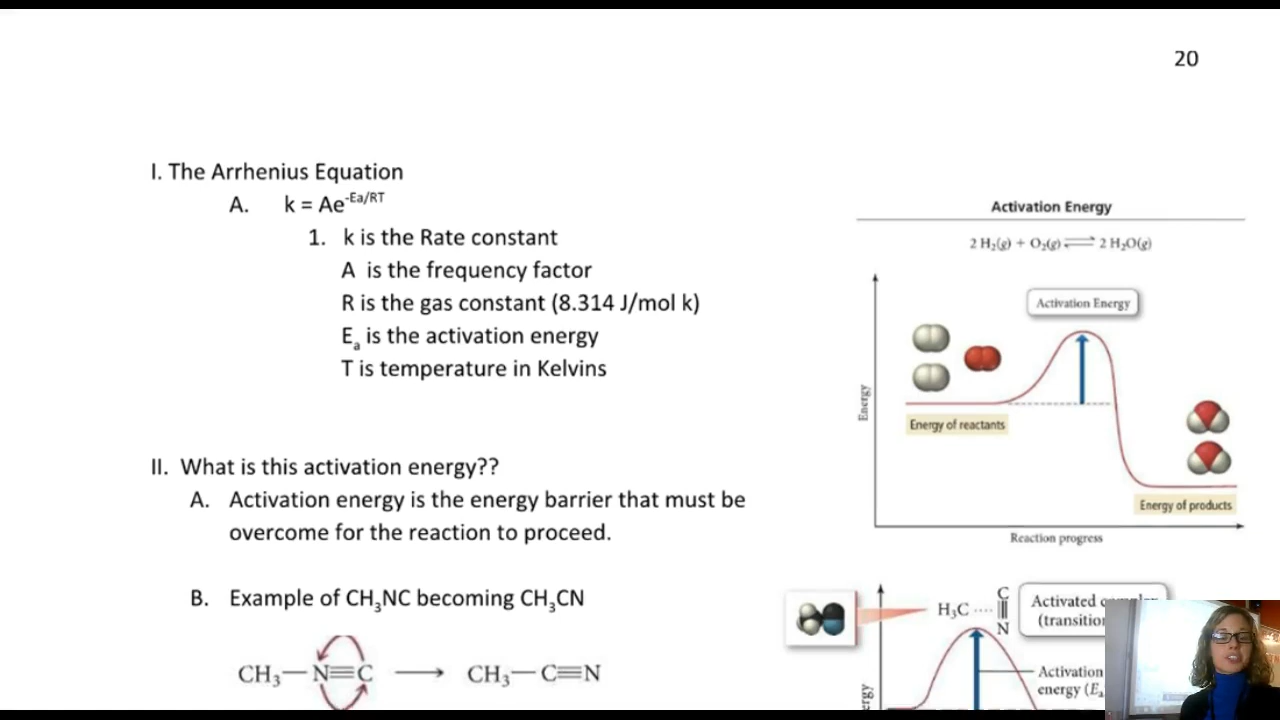 20
I. The Arrhenius Equation
A. k = Ae^-Ea/RT
1. k is the Rate constant
A is the frequency factor
R is the gas constant (8.314 J/mol k)
Eₐ is the activation energy
T is temperature in Kelvins
II. What is this activation energy??
A. Activation energy is the energy barrier that must be
overcome for the reaction to proceed.
B. Example of CH₃NC becoming CH₃CN
CH₃—N≡C ⟶ CH₃—C≡N
Activation Energy
2 H₂(g) + O₂(g) ⇌ 2 H₂O(g)
Activation Energy
Energy
Energy of reactants
Energy of products
Reaction progress
H₃C ···· C≡N
Activated
(transition
Activation
energy (Eₐ